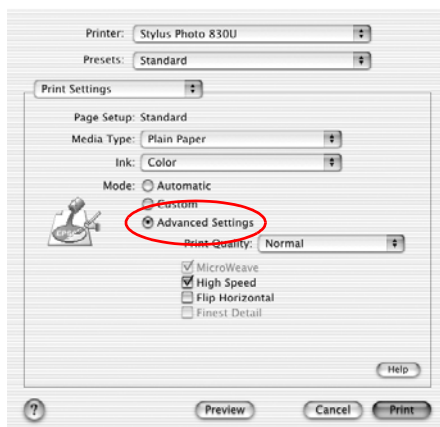 Printer: Stylus Photo 830U
Presets: Standard
Print Settings
Page Setup: Standard
Media Type: Plain Paper
Ink: Color
Mode: Automatic
Custom
Advanced Settings
Print Quality: Normal
MicroWeave
High Speed
Flip Horizontal
Finest Detail
Help
? Preview Cancel Print